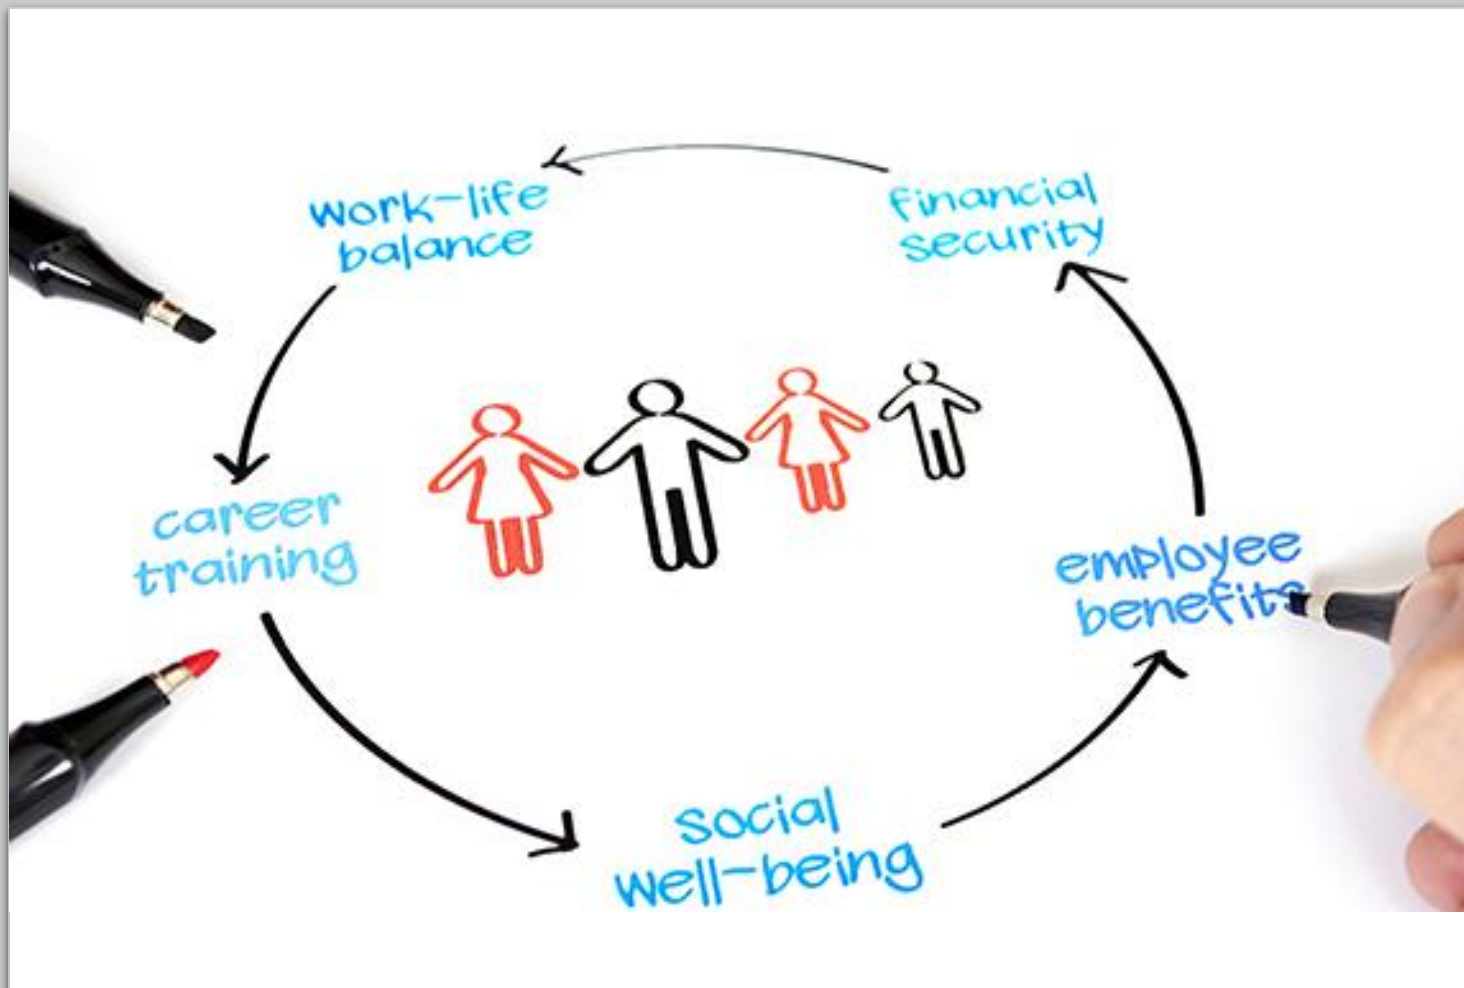 work-life
balance
financial
security
career
training
employee
benefits
social
well-being